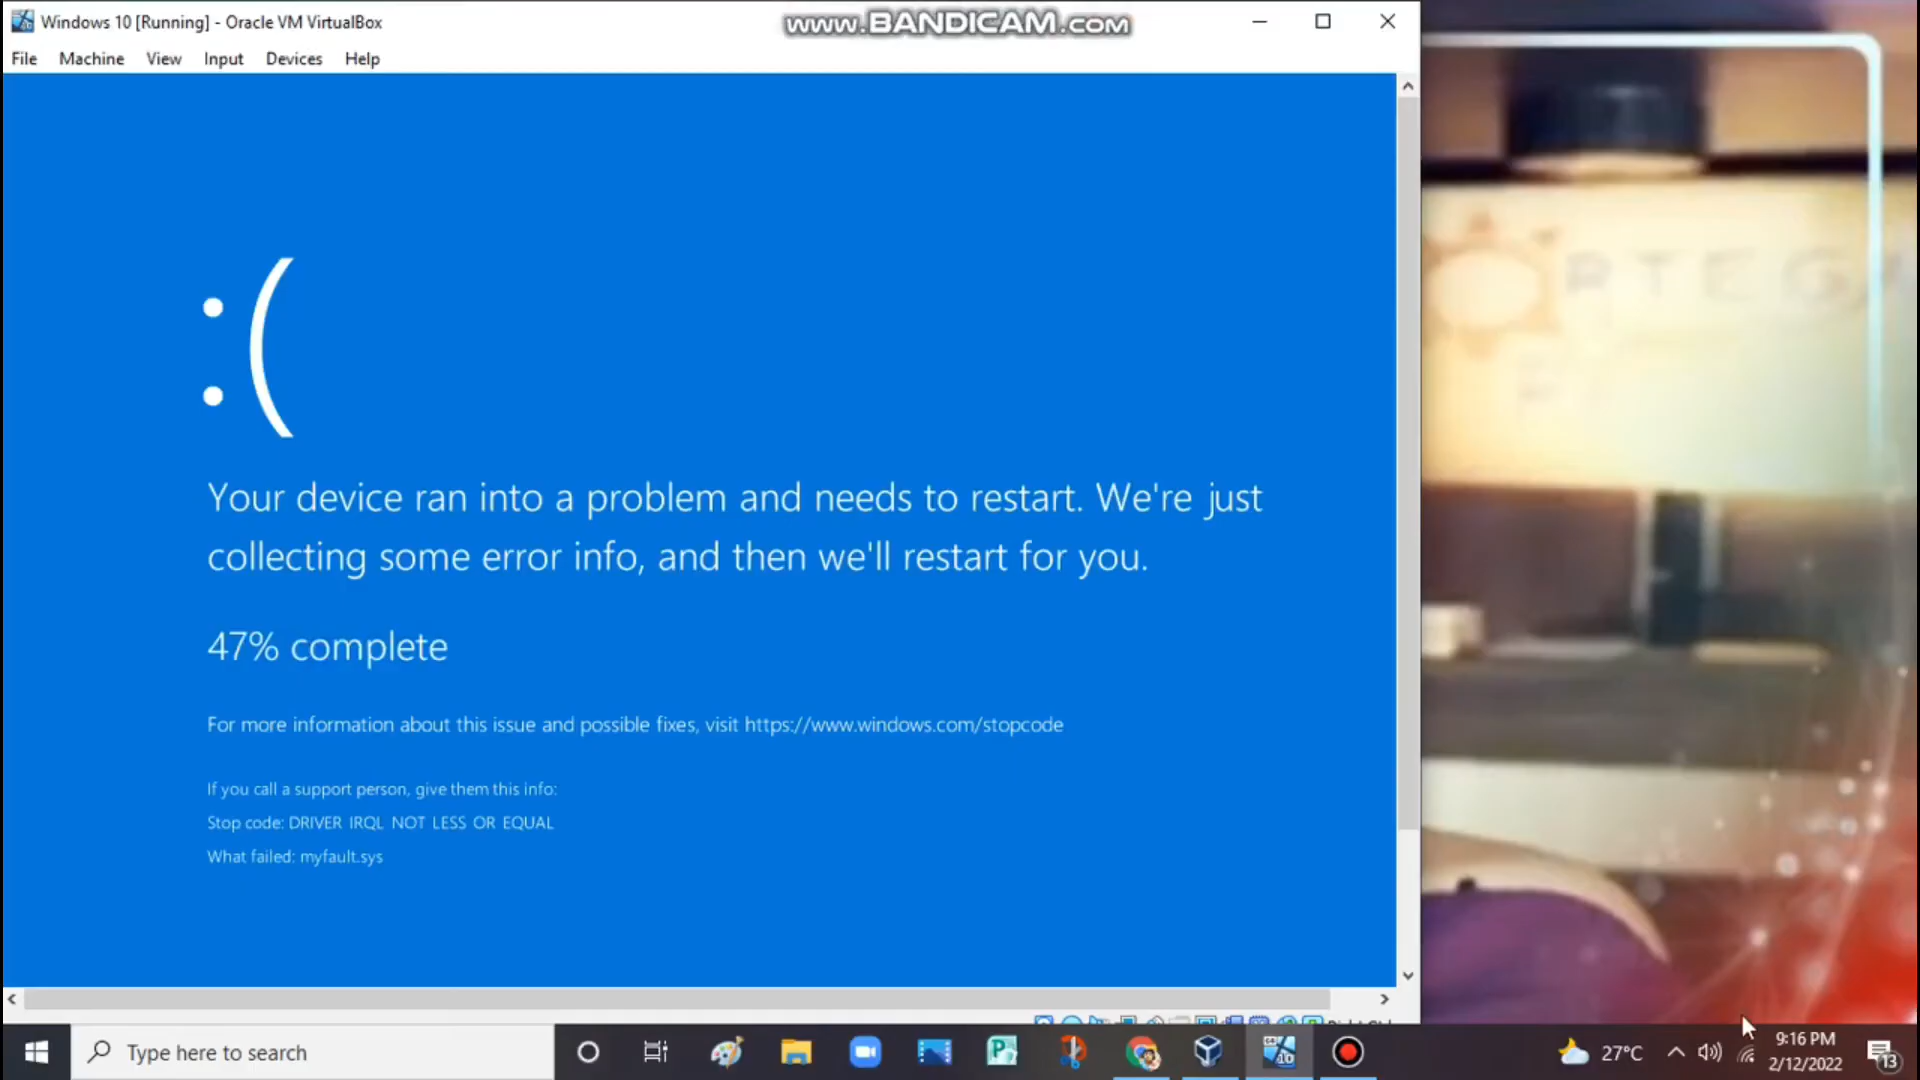 Windows 10 [Running] - Oracle VM VirtualBox
www.BANDICAM.com
File Machine View Input Devices Help
:(
Your device ran into a problem and needs to restart. We're just
collecting some error info, and then we'll restart for you.
47% complete
For more information about this issue and possible fixes, visit https://www.windows.com/stopcode
If you call a support person, give them this info:
Stop code: DRIVER IRQL NOT LESS OR EQUAL
What failed: myfault.sys
Type here to search
27°C
9:16 PM
2/12/2022
13